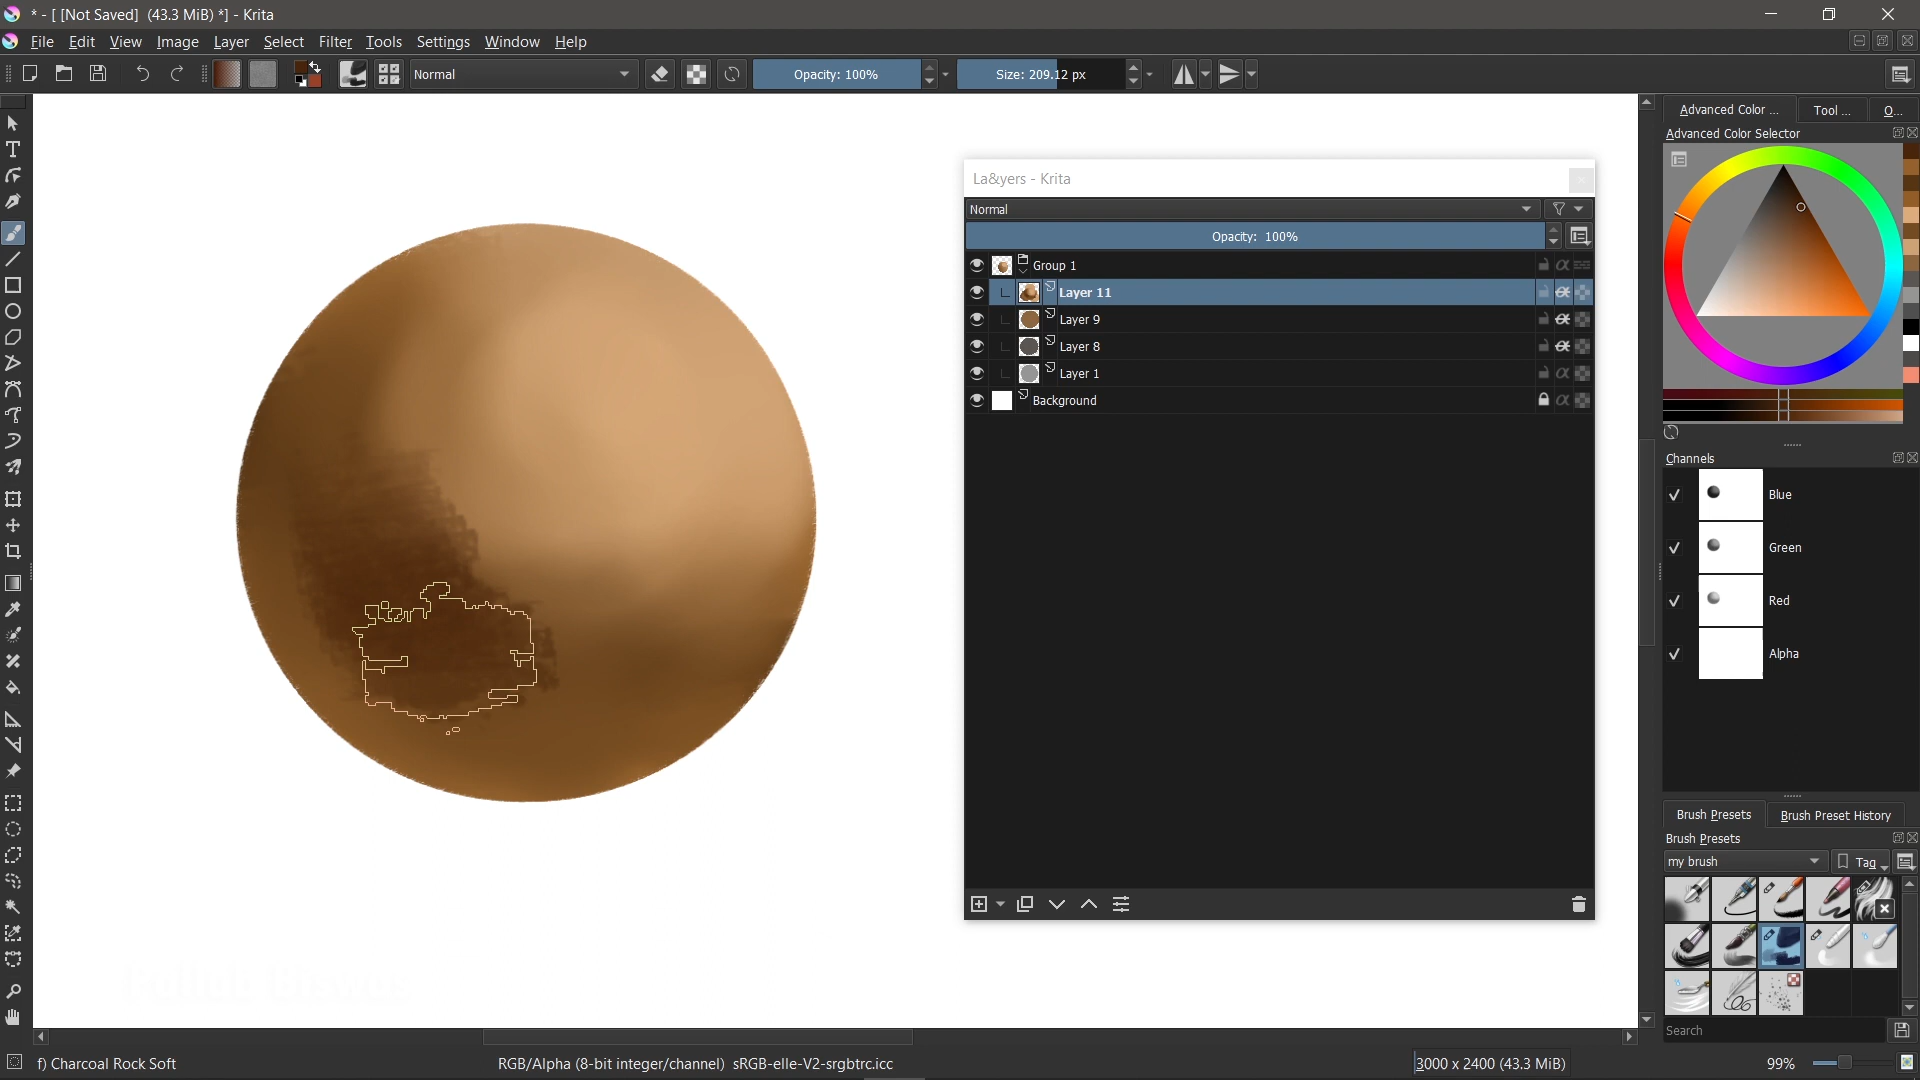 * - [ [Not Saved]  (43.3 MiB) *] - Krita
File Edit View Image Layer Select Filter Tools Settings Window Help
Normal
Opacity: 100%
Size: 209.12 px
Advanced Color ...
Tool ...
O...
Advanced Color Selector
La&yers - Krita
Normal
Opacity:  100%
Group 1
Layer 11
Layer 9
Layer 8
Layer 1
Background
Channels
Blue
Green
Red
Alpha
Brush Presets
Brush Preset History
Brush Presets
my brush
Tag
Search
f) Charcoal Rock Soft
RGB/Alpha (8-bit integer/channel)  sRGB-elle-V2-srgbtrc.icc
3000 x 2400 (43.3 MiB)
99%